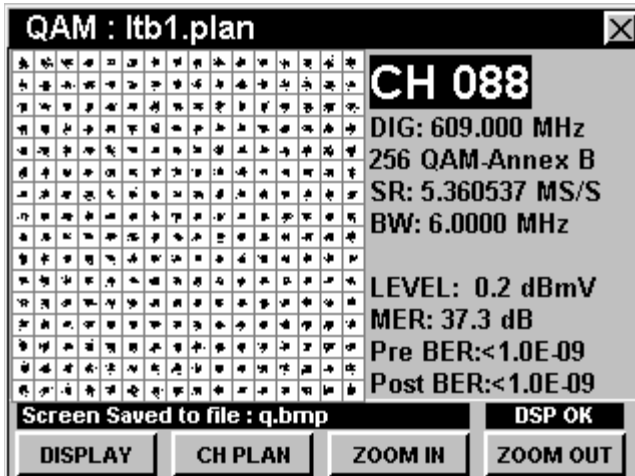 QAM : ltb1.plan
CH 088
DIG: 609.000 MHz
256 QAM-Annex B
SR: 5.360537 MS/S
BW: 6.0000 MHz
LEVEL: 0.2 dBmV
MER: 37.3 dB
Pre BER:<1.0E-09
Post BER:<1.0E-09
Screen Saved to file : q.bmp
DSP OK
DISPLAY
CH PLAN
ZOOM IN
ZOOM OUT